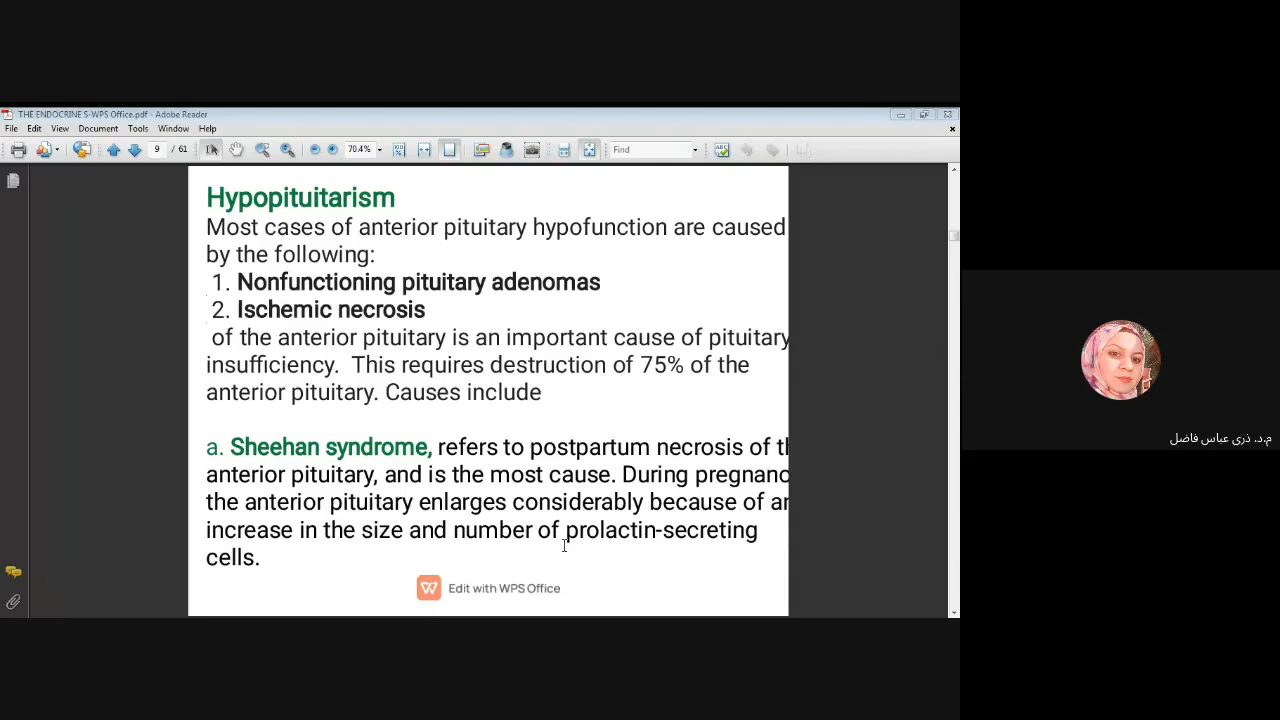 THE ENDOCRINE S-WPS Office.pdf - Adobe Reader
File Edit View Document Tools Window Help
9 / 61 70.4% Find
Hypopituitarism
Most cases of anterior pituitary hypofunction are caused
by the following:
1. Nonfunctioning pituitary adenomas
2. Ischemic necrosis
of the anterior pituitary is an important cause of pituitary
insufficiency. This requires destruction of 75% of the
anterior pituitary. Causes include
a. Sheehan syndrome, refers to postpartum necrosis of th
anterior pituitary, and is the most cause. During pregnanc
the anterior pituitary enlarges considerably because of an
increase in the size and number of prolactin-secreting
cells.
Edit with WPS Office
م.د. ذرى عباس فاضل